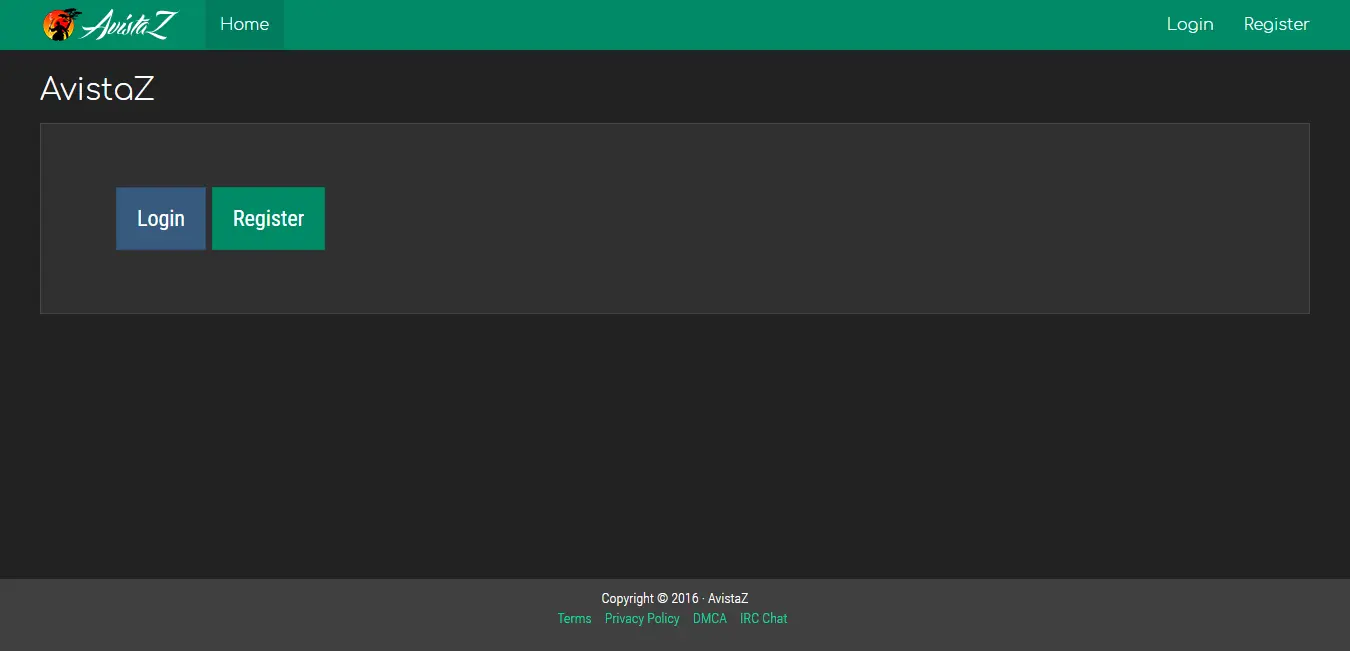 AvistaZ Home Login Register
AvistaZ
Login Register
Copyright © 2016 · AvistaZ
Terms Privacy Policy DMCA IRC Chat